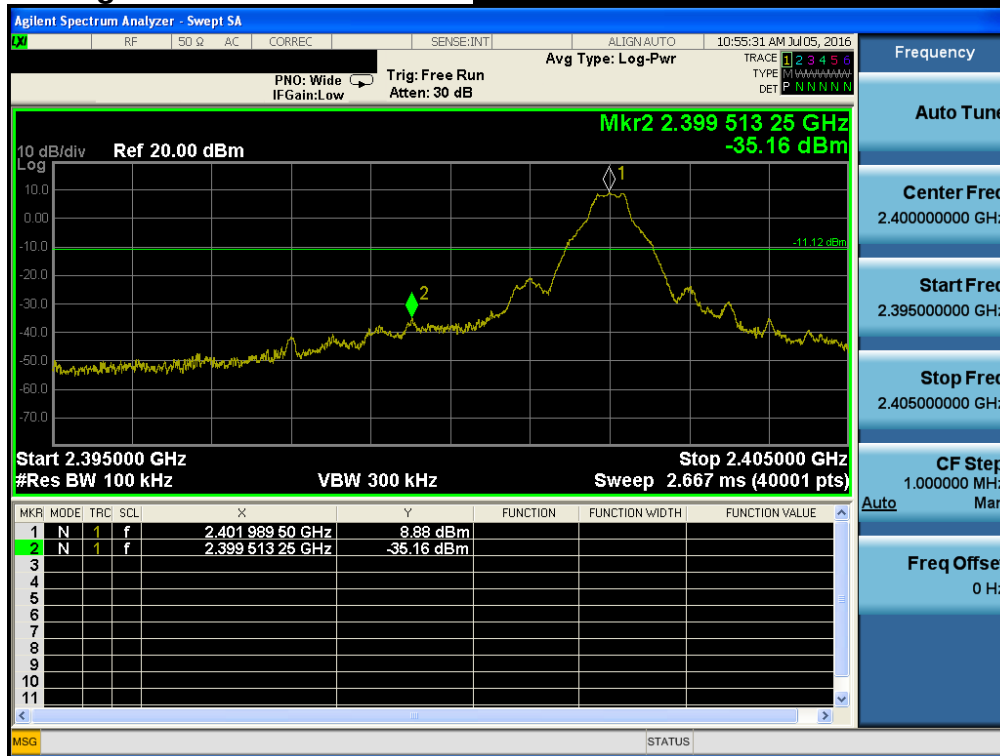 Agilent Spectrum Analyzer - Swept SA
LXI RF 50 Ω AC CORREC SENSE:INT ALIGN AUTO 10:55:31 AM Jul 05, 2016
Frequency
Avg Type: Log-Pwr
TRACE 1 2 3 4 5 6
PNO: Wide Trig: Free Run
TYPE M W W W W W
IFGain:Low Atten: 30 dB
DET P N N N N N
Auto Tune
Mkr2 2.399 513 25 GHz
10 dB/div Ref 20.00 dBm -35.16 dBm
Log
10.0
0.00
-10.0
-20.0
-30.0
-40.0
-50.0
-60.0
-70.0
1
2
-11.12 dBm
Center Freq
2.400000000 GHz
Start Freq
2.395000000 GHz
Stop Freq
2.405000000 GHz
Start 2.395000 GHz Stop 2.405000 GHz
#Res BW 100 kHz VBW 300 kHz Sweep 2.667 ms (40001 pts)
CF Step
1.000000 MHz
Auto Man
MKR MODE TRC SCL X Y FUNCTION FUNCTION WIDTH FUNCTION VALUE
1 N 1 f 2.401 989 50 GHz 8.88 dBm
2 N 1 f 2.399 513 25 GHz -35.16 dBm
3
4
5
6
7
8
9
10
11
Freq Offset
0 Hz
MSG STATUS